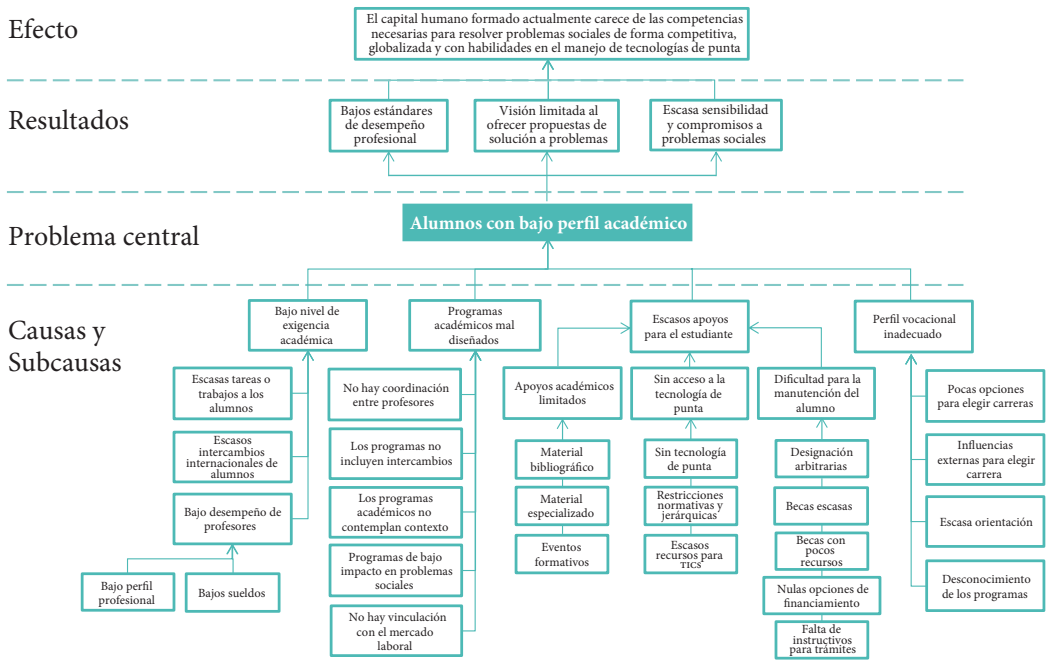 Efecto
El capital humano formado actualmente carece de las competencias
necesarias para resolver problemas sociales de forma competitiva,
globalizada y con habilidades en el manejo de tecnologías de punta
Resultados
Bajos estándares
de desempeño
profesional
Visión limitada al
ofrecer propuestas de
solución a problemas
Escasa sensibilidad
y compromisos a
problemas sociales
Problema central
Alumnos con bajo perfil académico
Causas y
Subcausas
Bajo nivel de
exigencia
académica
Programas
académicos mal
diseñados
Escasos apoyos
para el estudiante
Perfil vocacional
inadecuado
Escasas tareas o
trabajos a los
alumnos
Escasos
intercambios
internacionales de
alumnos
Bajo desempeño de
profesores
Bajo perfil
profesional
Bajos sueldos
No hay coordinación
entre profesores
Los programas no
incluyen intercambios
Los programas
académicos no
contemplan contexto
Programas de bajo
impacto en problemas
sociales
No hay vinculación
con el mercado
laboral
Apoyos académicos
limitados
Material
bibliográfico
Material
especializado
Eventos
formativos
Sin acceso a la
tecnología de
punta
Sin tecnología
de punta
Restricciones
normativas y
jerárquicas
Escasos
recursos para
TICS
Dificultad para la
manutención del
alumno
Designación
arbitrarias
Becas escasas
Becas con
pocos
recursos
Nulas opciones de
financiamiento
Falta de
instructivos
para trámites
Pocas opciones
para elegir carreras
Influencias
externas para elegir
carrera
Escasa orientación
Desconocimiento
de los programas